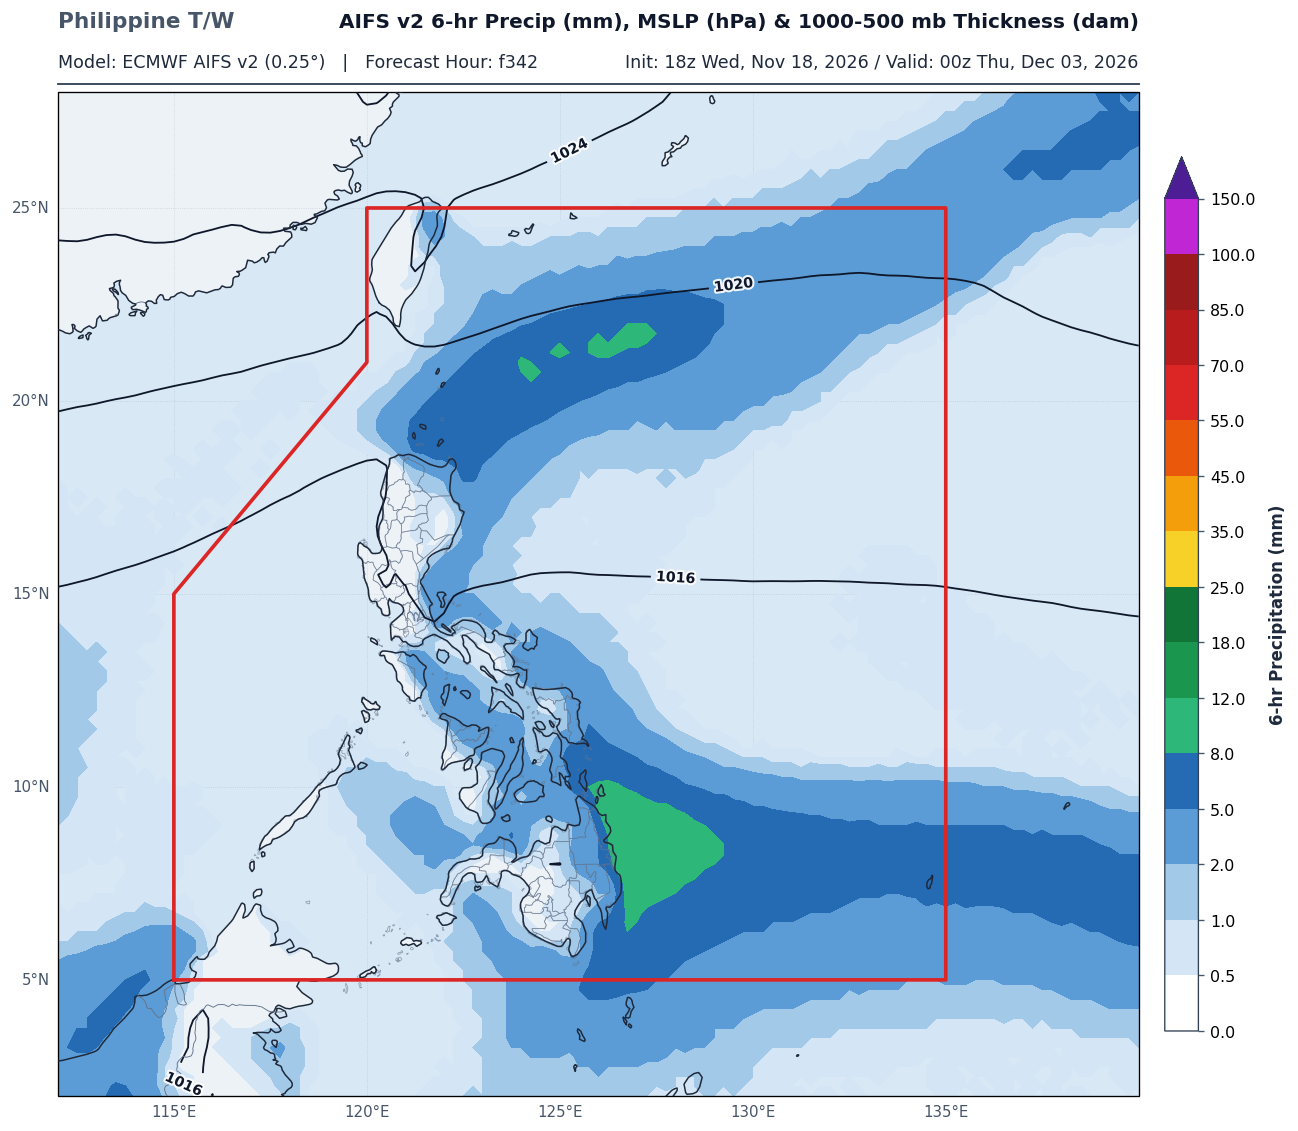 Philippine T/W
AIFS v2 6-hr Precip (mm), MSLP (hPa) & 1000-500 mb Thickness (dam)
Model: ECMWF AIFS v2 (0.25°) | Forecast Hour: f342
Init: 18z Wed, Nov 18, 2026 / Valid: 00z Thu, Dec 03, 2026
1024
1020
1016
1016
25°N
20°N
15°N
10°N
5°N
115°E
120°E
125°E
130°E
135°E
150.0
100.0
85.0
70.0
55.0
45.0
35.0
25.0
18.0
12.0
8.0
5.0
2.0
1.0
0.5
0.0
6-hr Precipitation (mm)